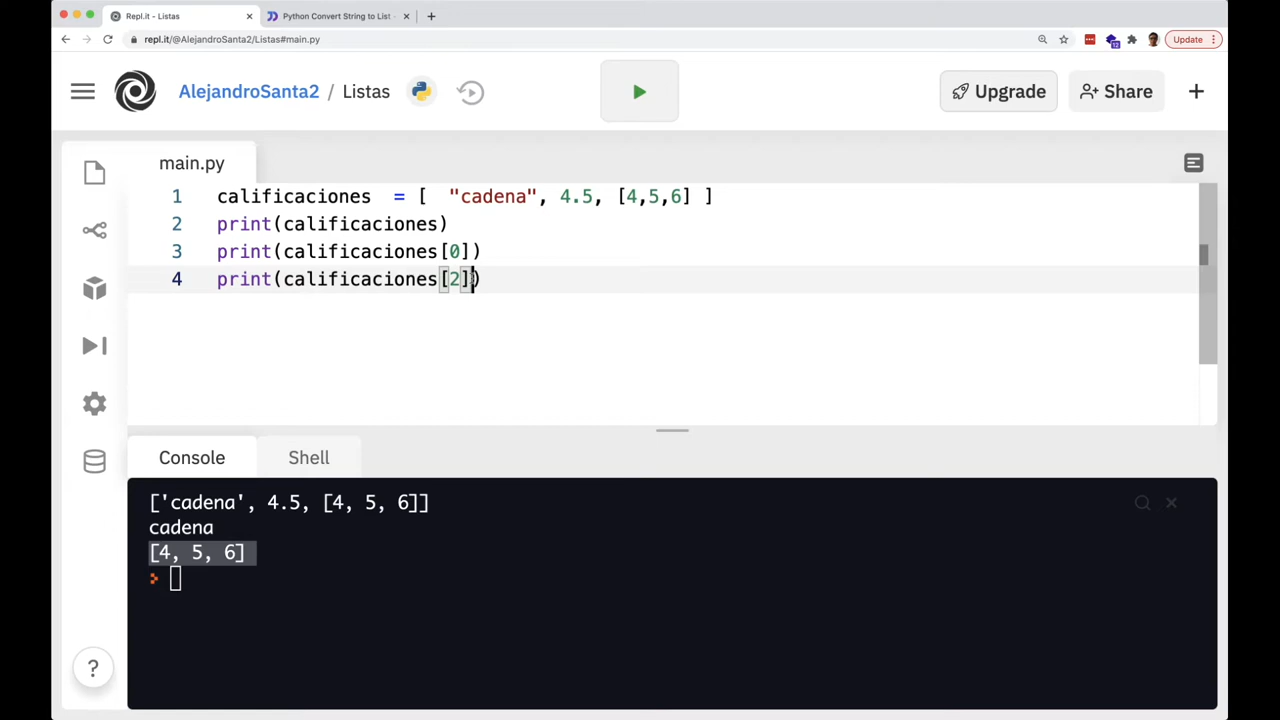 Repl.it - Listas
Python Convert String to List
repl.it/@AlejandroSanta2/Listas#main.py
12
Update
AlejandroSanta2 / Listas
Upgrade
Share
main.py
1 calificaciones  = [  "cadena", 4.5, [4,5,6] ]
2 print(calificaciones)
3 print(calificaciones[0])
4 print(calificaciones[2])
Console
Shell
['cadena', 4.5, [4, 5, 6]]
cadena
[4, 5, 6]
?